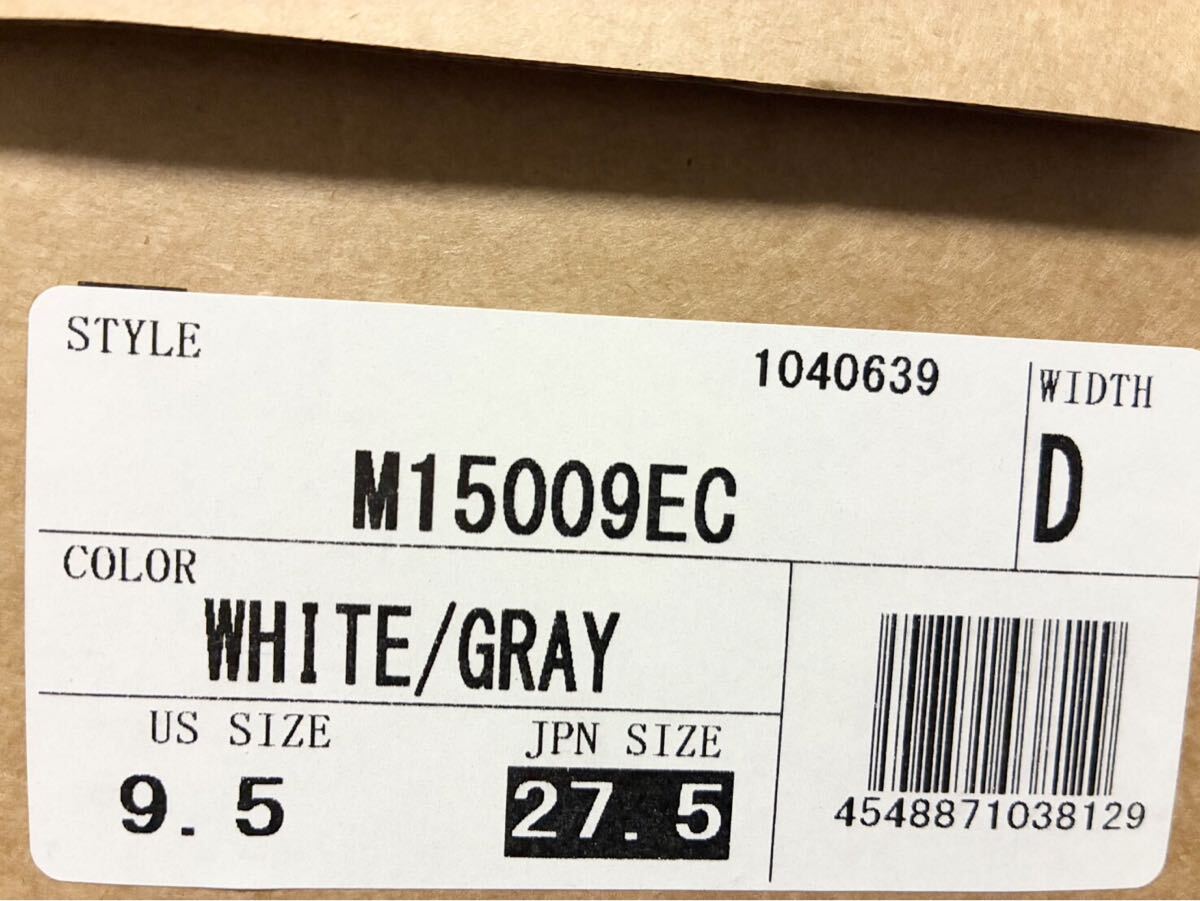 STYLE
1040639
WIDTH
M15009EC
D
COLOR
WHITE/GRAY
US SIZE
JPN SIZE
9.5
27.5
4548871038129